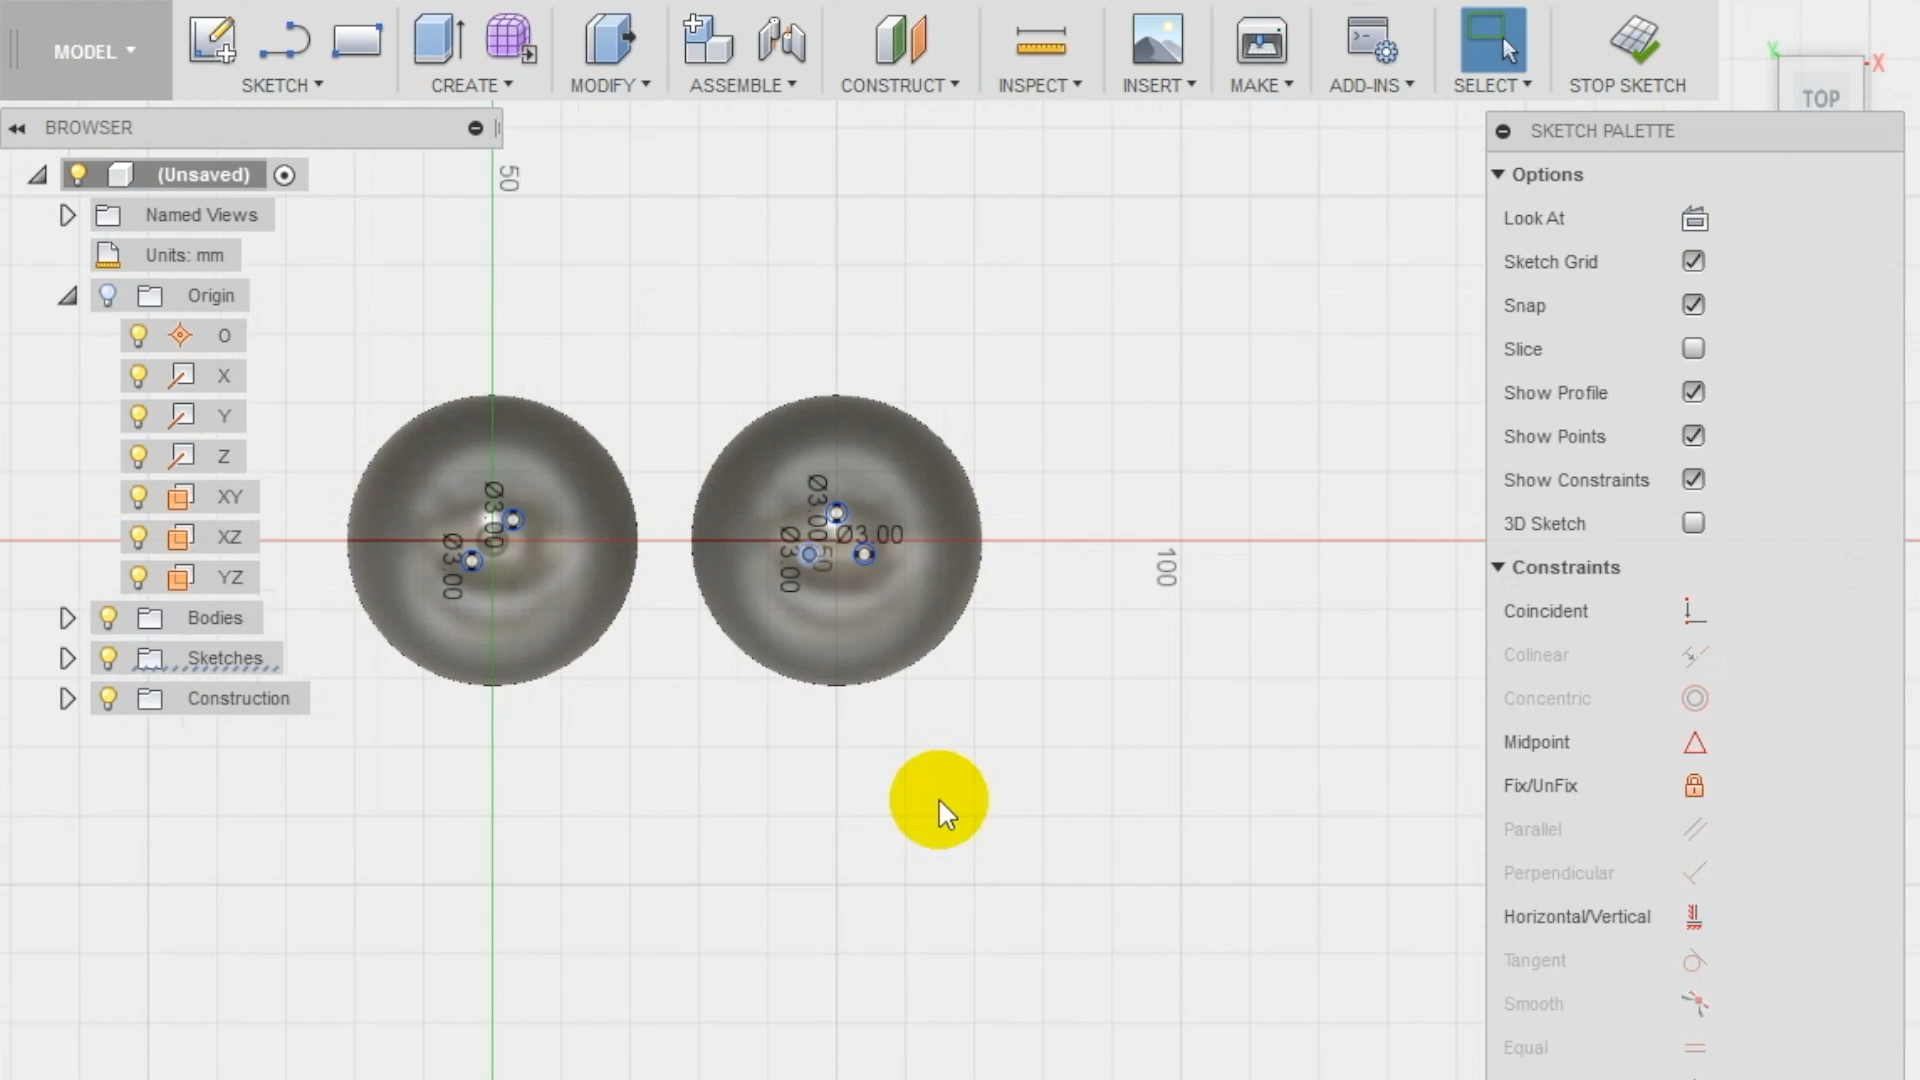 MODEL
SKETCH
CREATE
MODIFY
ASSEMBLE
CONSTRUCT
INSPECT
INSERT
MAKE
ADD-INS
SELECT
STOP SKETCH
Y
X
TOP
BROWSER
(Unsaved)
Named Views
Units: mm
Origin
O
X
Y
Z
XY
XZ
YZ
Bodies
Sketches
Construction
50
Ø3.00
Ø3.00
Ø3.00
Ø3.00
Ø3.00
50
100
SKETCH PALETTE
Options
Look At
Sketch Grid
Snap
Slice
Show Profile
Show Points
Show Constraints
3D Sketch
Constraints
Coincident
Colinear
Concentric
Midpoint
Fix/UnFix
Parallel
Perpendicular
Horizontal/Vertical
Tangent
Smooth
Equal